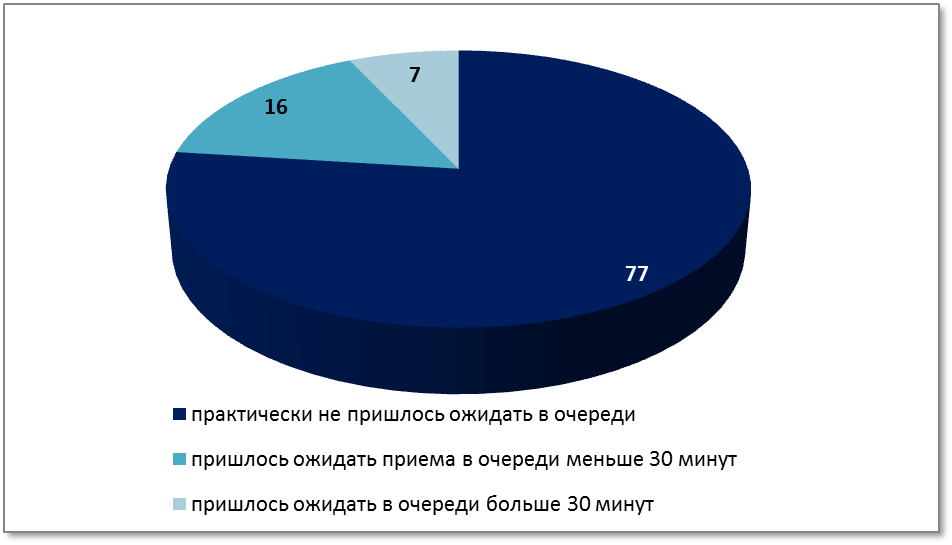 7
16
77
практически не пришлось ожидать в очереди
пришлось ожидать приема в очереди меньше 30 минут
пришлось ожидать в очереди больше 30 минут